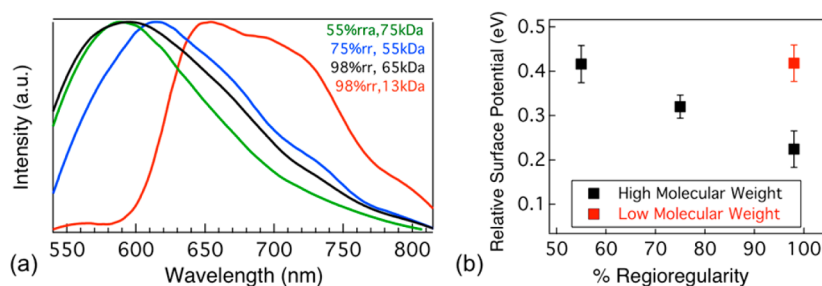 55%rra,75kDa
75%rr, 55kDa
98%rr, 65kDa
98%rr,13kDa
Intensity (a.u.)
540 600 650 700 750 800
Wavelength (nm)
(a)
Relative Surface Potential (eV)
0.5
0.4
0.3
0.2
0.1
High Molecular Weight
Low Molecular Weight
50 60 70 80 90 100
% Regioregularity
(b)